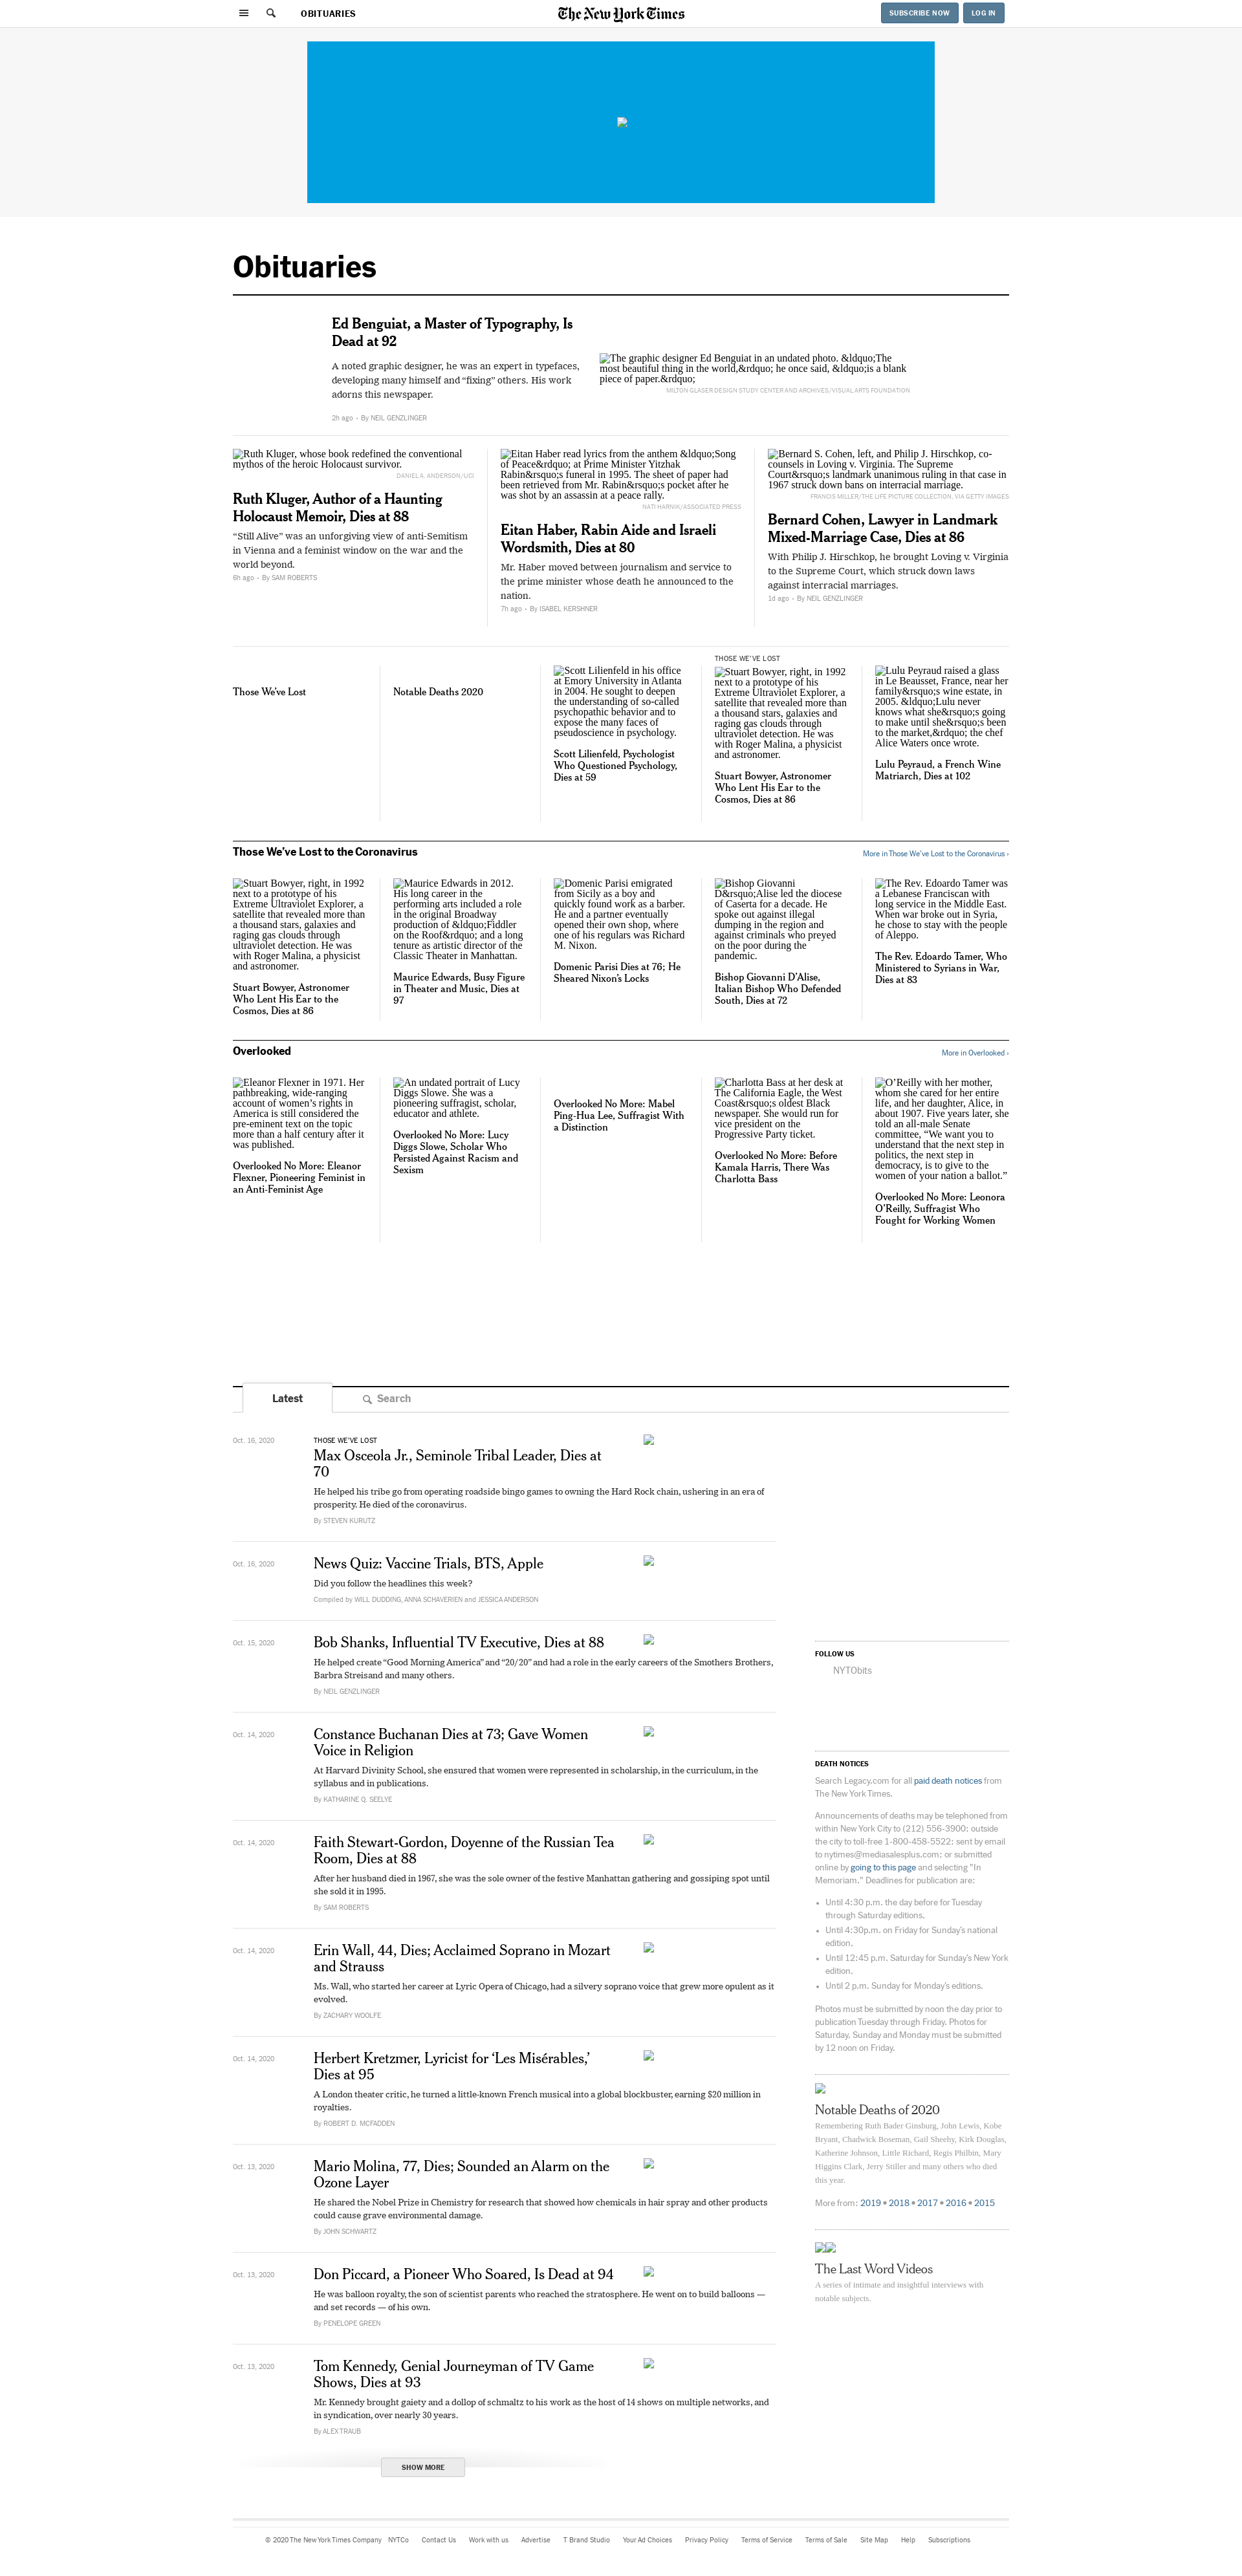 OBITUARIES
The New York Times
SUBSCRIBE NOW
LOG IN
Obituaries
Ed Benguiat, a Master of Typography, Is
Dead at 92
A noted graphic designer, he was an expert in typefaces,
developing many himself and “fixing” others. His work
adorns this newspaper.
2h ago • By NEIL GENZLINGER
The graphic designer Ed Benguiat in an undated photo. &ldquo;The
most beautiful thing in the world,&rdquo; he once said, &ldquo;is a blank
piece of paper.&rdquo;
MILTON GLASER DESIGN STUDY CENTER AND ARCHIVES/VISUAL ARTS FOUNDATION
Ruth Kluger, whose book redefined the conventional
mythos of the heroic Holocaust survivor.
DANIEL A. ANDERSON/UCI
Ruth Kluger, Author of a Haunting
Holocaust Memoir, Dies at 88
“Still Alive” was an unforgiving view of anti-Semitism
in Vienna and a feminist window on the war and the
world beyond.
6h ago • By SAM ROBERTS
Eitan Haber read lyrics from the anthem &ldquo;Song
of Peace&rdquo; at Prime Minister Yitzhak
Rabin&rsquo;s funeral in 1995. The sheet of paper had
been retrieved from Mr. Rabin&rsquo;s pocket after he
was shot by an assassin at a peace rally.
NATI HARNIK/ASSOCIATED PRESS
Eitan Haber, Rabin Aide and Israeli
Wordsmith, Dies at 80
Mr. Haber moved between journalism and service to
the prime minister whose death he announced to the
nation.
7h ago • By ISABEL KERSHNER
Bernard S. Cohen, left, and Philip J. Hirschkop, co-
counsels in Loving v. Virginia. The Supreme
Court&rsquo;s landmark unanimous ruling in that case in
1967 struck down bans on interracial marriage.
FRANCIS MILLER/THE LIFE PICTURE COLLECTION, VIA GETTY IMAGES
Bernard Cohen, Lawyer in Landmark
Mixed-Marriage Case, Dies at 86
With Philip J. Hirschkop, he brought Loving v. Virginia
to the Supreme Court, which struck down laws
against interracial marriages.
1d ago • By NEIL GENZLINGER
Those We’ve Lost
Notable Deaths 2020
Scott Lilienfeld in his office
at Emory University in Atlanta
in 2004. He sought to deepen
the understanding of so-called
psychopathic behavior and to
expose the many faces of
pseudoscience in psychology.
Scott Lilienfeld, Psychologist
Who Questioned Psychology,
Dies at 59
THOSE WE’VE LOST
Stuart Bowyer, right, in 1992
next to a prototype of his
Extreme Ultraviolet Explorer, a
satellite that revealed more than
a thousand stars, galaxies and
raging gas clouds through
ultraviolet detection. He was
with Roger Malina, a physicist
and astronomer.
Stuart Bowyer, Astronomer
Who Lent His Ear to the
Cosmos, Dies at 86
Lulu Peyraud raised a glass
in Le Beausset, France, near her
family&rsquo;s wine estate, in
2005. &ldquo;Lulu never
knows what she&rsquo;s going
to make until she&rsquo;s been
to the market,&rdquo; the chef
Alice Waters once wrote.
Lulu Peyraud, a French Wine
Matriarch, Dies at 102
Those We’ve Lost to the Coronavirus
More in Those We’ve Lost to the Coronavirus ›
Stuart Bowyer, right, in 1992
next to a prototype of his
Extreme Ultraviolet Explorer, a
satellite that revealed more than
a thousand stars, galaxies and
raging gas clouds through
ultraviolet detection. He was
with Roger Malina, a physicist
and astronomer.
Stuart Bowyer, Astronomer
Who Lent His Ear to the
Cosmos, Dies at 86
Maurice Edwards in 2012.
His long career in the
performing arts included a role
in the original Broadway
production of &ldquo;Fiddler
on the Roof&rdquo; and a long
tenure as artistic director of the
Classic Theater in Manhattan.
Maurice Edwards, Busy Figure
in Theater and Music, Dies at
97
Domenic Parisi emigrated
from Sicily as a boy and
quickly found work as a barber.
He and a partner eventually
opened their own shop, where
one of his regulars was Richard
M. Nixon.
Domenic Parisi Dies at 76; He
Sheared Nixon’s Locks
Bishop Giovanni
D&rsquo;Alise led the diocese
of Caserta for a decade. He
spoke out against illegal
dumping in the region and
against criminals who preyed
on the poor during the
pandemic.
Bishop Giovanni D’Alise,
Italian Bishop Who Defended
South, Dies at 72
The Rev. Edoardo Tamer was
a Lebanese Franciscan with
long service in the Middle East.
When war broke out in Syria,
he chose to stay with the people
of Aleppo.
The Rev. Edoardo Tamer, Who
Ministered to Syrians in War,
Dies at 83
Overlooked
More in Overlooked ›
Eleanor Flexner in 1971. Her
pathbreaking, wide-ranging
account of women’s rights in
America is still considered the
pre-eminent text on the topic
more than a half century after it
was published.
Overlooked No More: Eleanor
Flexner, Pioneering Feminist in
an Anti-Feminist Age
An undated portrait of Lucy
Diggs Slowe. She was a
pioneering suffragist, scholar,
educator and athlete.
Overlooked No More: Lucy
Diggs Slowe, Scholar Who
Persisted Against Racism and
Sexism
Overlooked No More: Mabel
Ping-Hua Lee, Suffragist With
a Distinction
Charlotta Bass at her desk at
The California Eagle, the West
Coast&rsquo;s oldest Black
newspaper. She would run for
vice president on the
Progressive Party ticket.
Overlooked No More: Before
Kamala Harris, There Was
Charlotta Bass
O’Reilly with her mother,
whom she cared for her entire
life, and her daughter, Alice, in
about 1907. Five years later, she
told an all-male Senate
committee, “We want you to
understand that the next step in
politics, the next step in
democracy, is to give to the
women of your nation a ballot.”
Overlooked No More: Leonora
O’Reilly, Suffragist Who
Fought for Working Women
Latest
Search
Oct. 16, 2020
THOSE WE’VE LOST
Max Osceola Jr., Seminole Tribal Leader, Dies at
70
He helped his tribe go from operating roadside bingo games to owning the Hard Rock chain, ushering in an era of
prosperity. He died of the coronavirus.
By STEVEN KURUTZ
Oct. 16, 2020
News Quiz: Vaccine Trials, BTS, Apple
Did you follow the headlines this week?
Compiled by WILL DUDDING, ANNA SCHAVERIEN and JESSICA ANDERSON
Oct. 15, 2020
Bob Shanks, Influential TV Executive, Dies at 88
He helped create “Good Morning America” and “20/20” and had a role in the early careers of the Smothers Brothers,
Barbra Streisand and many others.
By NEIL GENZLINGER
Oct. 14, 2020
Constance Buchanan Dies at 73; Gave Women
Voice in Religion
At Harvard Divinity School, she ensured that women were represented in scholarship, in the curriculum, in the
syllabus and in publications.
By KATHARINE Q. SEELYE
Oct. 14, 2020
Faith Stewart-Gordon, Doyenne of the Russian Tea
Room, Dies at 88
After her husband died in 1967, she was the sole owner of the festive Manhattan gathering and gossiping spot until
she sold it in 1995.
By SAM ROBERTS
Oct. 14, 2020
Erin Wall, 44, Dies; Acclaimed Soprano in Mozart
and Strauss
Ms. Wall, who started her career at Lyric Opera of Chicago, had a silvery soprano voice that grew more opulent as it
evolved.
By ZACHARY WOOLFE
Oct. 14, 2020
Herbert Kretzmer, Lyricist for ‘Les Misérables,’
Dies at 95
A London theater critic, he turned a little-known French musical into a global blockbuster, earning $20 million in
royalties.
By ROBERT D. MCFADDEN
Oct. 13, 2020
Mario Molina, 77, Dies; Sounded an Alarm on the
Ozone Layer
He shared the Nobel Prize in Chemistry for research that showed how chemicals in hair spray and other products
could cause grave environmental damage.
By JOHN SCHWARTZ
Oct. 13, 2020
Don Piccard, a Pioneer Who Soared, Is Dead at 94
He was balloon royalty, the son of scientist parents who reached the stratosphere. He went on to build balloons —
and set records — of his own.
By PENELOPE GREEN
Oct. 13, 2020
Tom Kennedy, Genial Journeyman of TV Game
Shows, Dies at 93
Mr. Kennedy brought gaiety and a dollop of schmaltz to his work as the host of 14 shows on multiple networks, and
in syndication, over nearly 30 years.
By ALEX TRAUB
SHOW MORE
FOLLOW US
NYTObits
DEATH NOTICES
Search Legacy.com for all paid death notices from
The New York Times.
Announcements of deaths may be telephoned from
within New York City to (212) 556-3900; outside
the city to toll-free 1-800-458-5522; sent by email
to nytimes@mediasalesplus.com; or submitted
online by going to this page and selecting "In
Memoriam." Deadlines for publication are:
• Until 4:30 p.m. the day before for Tuesday
through Saturday editions.
• Until 4:30p.m. on Friday for Sunday’s national
edition.
• Until 12:45 p.m. Saturday for Sunday’s New York
edition.
• Until 2 p.m. Sunday for Monday’s editions.
Photos must be submitted by noon the day prior to
publication Tuesday through Friday. Photos for
Saturday, Sunday and Monday must be submitted
by 12 noon on Friday.
Notable Deaths of 2020
Remembering Ruth Bader Ginsburg, John Lewis, Kobe
Bryant, Chadwick Boseman, Gail Sheehy, Kirk Douglas,
Katherine Johnson, Little Richard, Regis Philbin, Mary
Higgins Clark, Jerry Stiller and many others who died
this year.
More from: 2019 • 2018 • 2017 • 2016 • 2015
The Last Word Videos
A series of intimate and insightful interviews with
notable subjects.
© 2020 The New York Times Company NYTCo Contact Us Work with us Advertise T Brand Studio Your Ad Choices Privacy Policy Terms of Service Terms of Sale Site Map Help Subscriptions